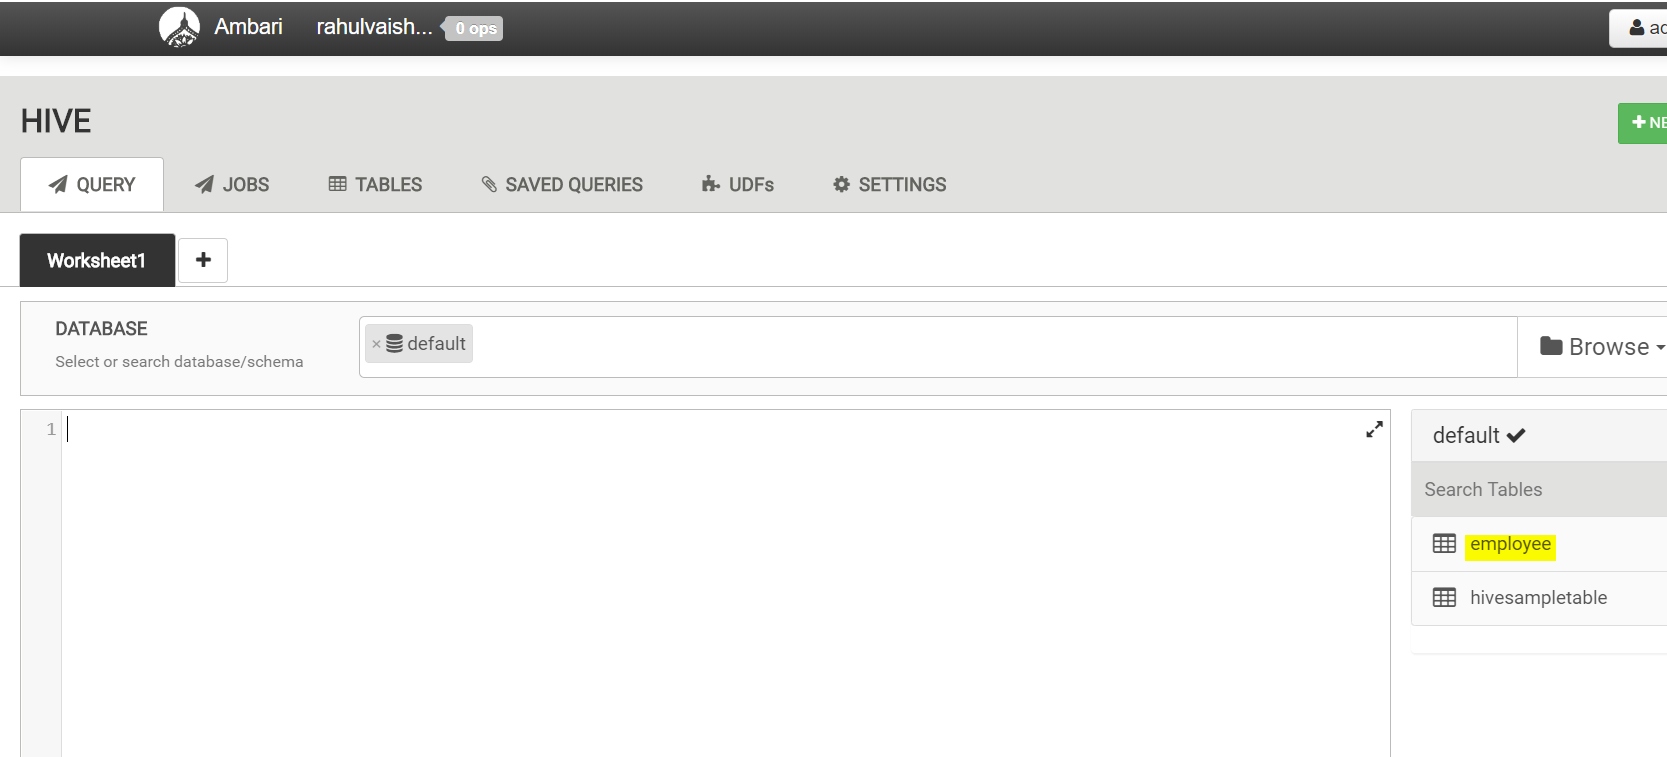 Ambari rahulvaish... 0 ops
HIVE
QUERY JOBS TABLES SAVED QUERIES UDFs SETTINGS
Worksheet1 +
DATABASE
Select or search database/schema
× default
Browse
1
default
Search Tables
employee
hivesampletable